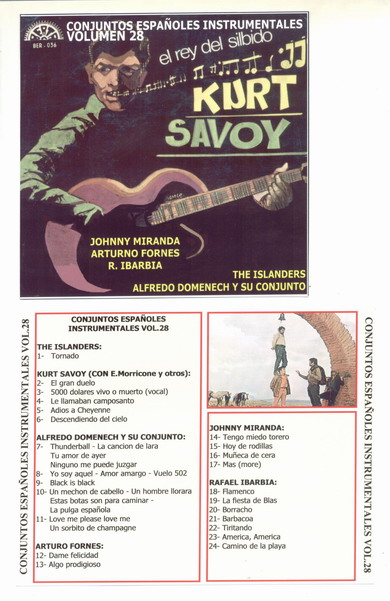 BER - 036
CONJUNTOS ESPAÑOLES INSTRUMENTALES
VOLUMEN 28
el rey del silbido
KURT
SAVOY
JOHNNY MIRANDA
ARTURNO FORNES
R. IBARBIA
THE ISLANDERS
ALFREDO DOMENECH Y SU CONJUNTO
CONJUNTOS ESPAÑOLES INSTRUMENTALES VOL.28
CONJUNTOS ESPAÑOLES
INSTRUMENTALES VOL.28
THE ISLANDERS:
1- Tornado
KURT SAVOY (CON E.Morricone y otros):
2- El gran duelo
3- 5000 dolares vivo o muerto (vocal)
4- Le llamaban camposanto
5- Adios a Cheyenne
6- Descendiendo del cielo
ALFREDO DOMENECH Y SU CONJUNTO:
7- Thunderball - La cancion de lara
Tu amor de ayer
Ninguno me puede juzgar
8- Yo soy aquel - Amor amargo - Vuelo 502
9- Black is black
10- Un mechon de cabello - Un hombre llorara
Estas botas son para caminar -
La pulga española
11- Love me please love me
Un sorbito de champagne
ARTURO FORNES:
12- Dame felicidad
13- Algo prodigioso
JOHNNY MIRANDA:
14- Tengo miedo torero
15- Hoy de rodillas
16- Muñeca de cera
17- Mas (more)
RAFAEL IBARBIA:
18- Flamenco
19- La fiesta de Blas
20- Borracho
21- Barbacoa
22- Tiritando
23- America, America
24- Camino de la playa
CONJUNTOS ESPAÑOLES INSTRUMENTALES VOL.28